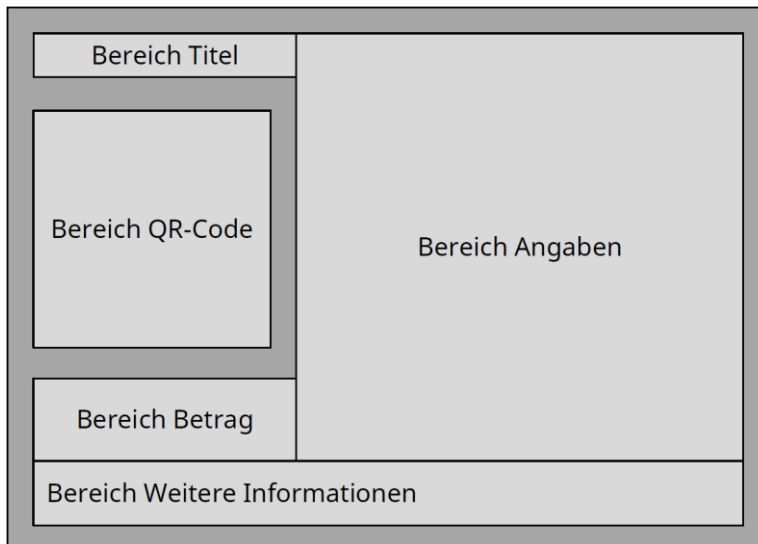 Bereich Titel
Bereich QR-Code
Bereich Angaben
Bereich Betrag
Bereich Weitere Informationen